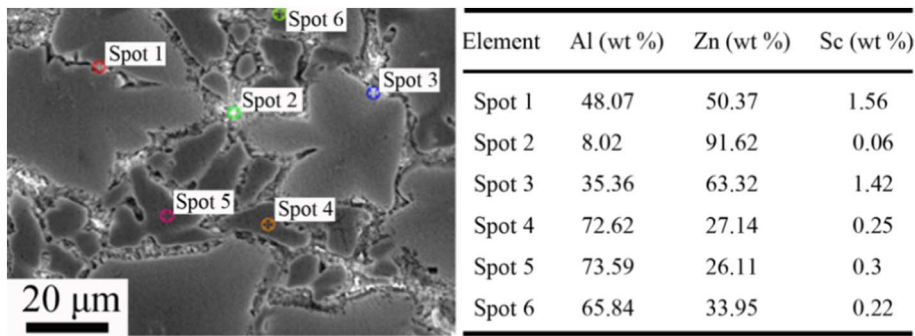 Spot 6
Spot 1
Spot 3
Spot 2
Spot 5
Spot 4
20 μm
Element Al (wt %) Zn (wt %) Sc (wt %)
Spot 1 48.07 50.37 1.56
Spot 2 8.02 91.62 0.06
Spot 3 35.36 63.32 1.42
Spot 4 72.62 27.14 0.25
Spot 5 73.59 26.11 0.3
Spot 6 65.84 33.95 0.22